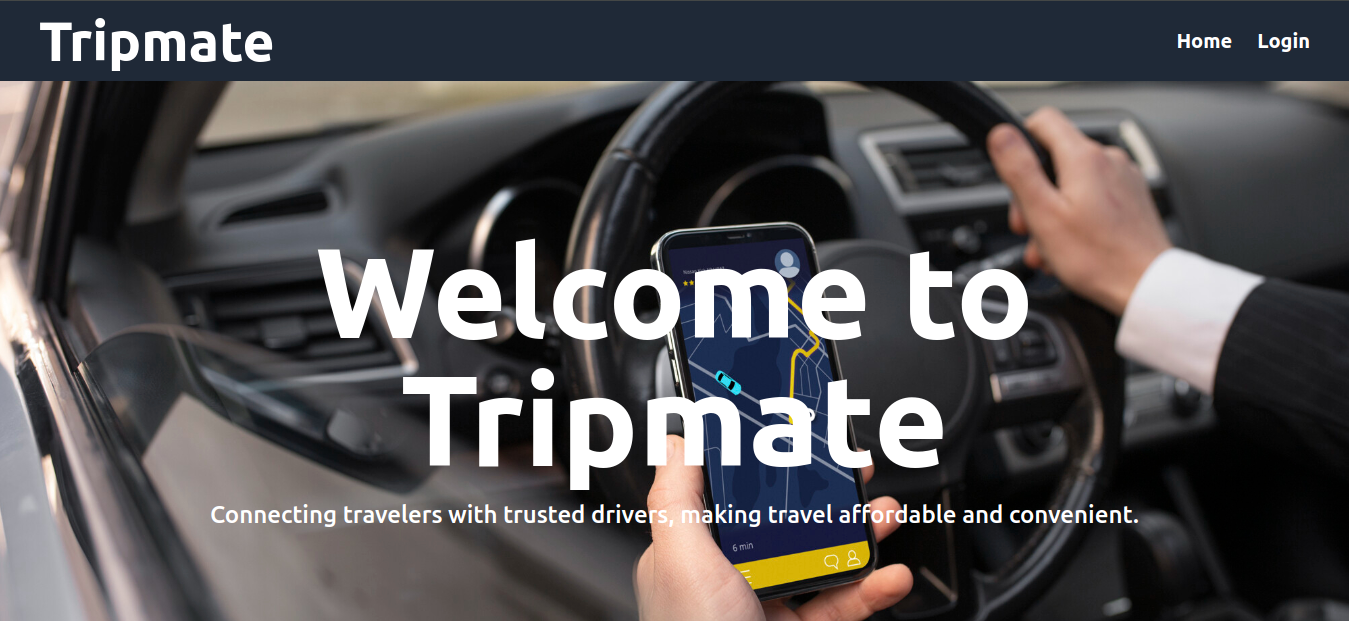 Tripmate
Home Login
Welcome to
Tripmate
Connecting travelers with trusted drivers, making travel affordable and convenient.
6 min